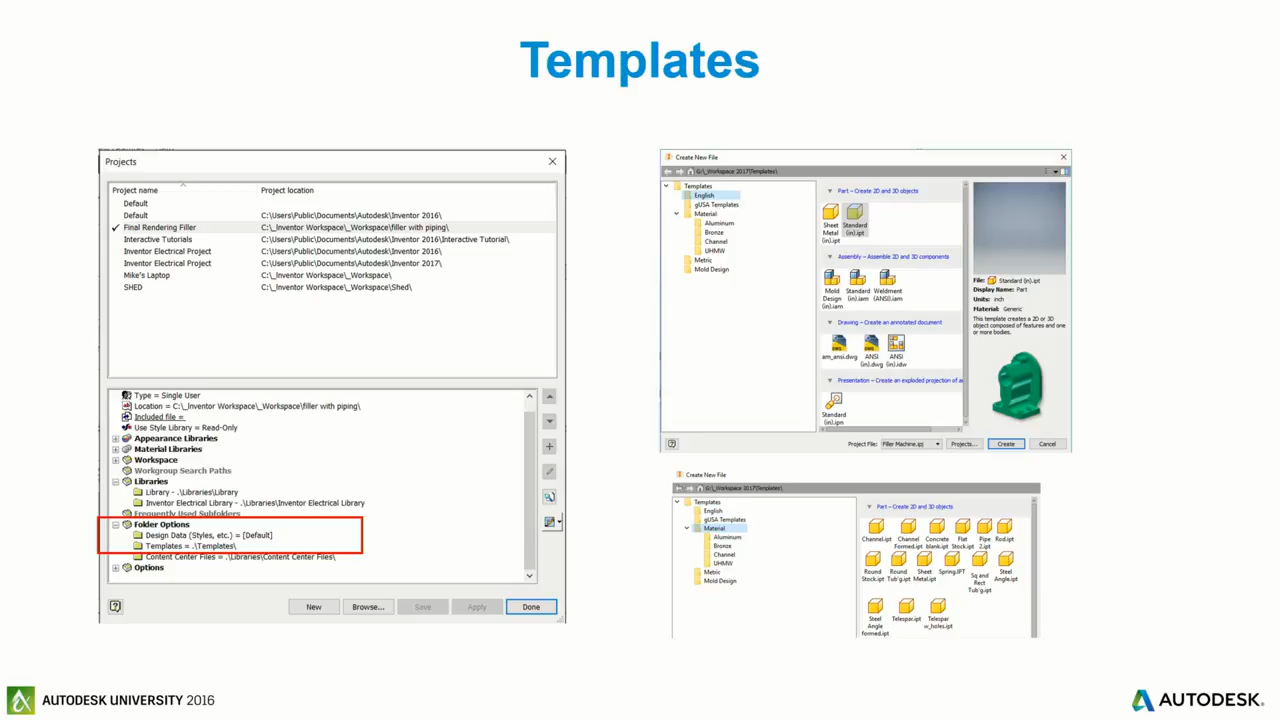 Templates
Projects
Project name Project location
Default
Default C:\Users\Public\Documents\Autodesk\Inventor 2016\
Final Rendering Filler C:\_Inventor Workspace\_Workspace\filler with piping\
Interactive Tutorials C:\Users\Public\Documents\Autodesk\Inventor 2016\Interactive Tutorial\
Inventor Electrical Project C:\Users\Public\Documents\Autodesk\Inventor 2016\
Inventor Electrical Project C:\Users\Public\Documents\Autodesk\Inventor 2017\
Mike's Laptop C:\_Inventor Workspace\_Workspace\
SHED C:\_Inventor Workspace\_Workspace\Shed\
Type = Single User
Location = C:\_Inventor Workspace\_Workspace\filler with piping\
Included file =
Use Style Library = Read-Only
Appearance Libraries
Material Libraries
Workspace
Workgroup Search Paths
Libraries
Library - .\Libraries\Library
Inventor Electrical Library - .\Libraries\Inventor Electrical Library
Frequently Used Subfolders
Folder Options
Design Data (Styles, etc.) = [Default]
Templates = .\Templates\
Content Center Files = .\Libraries\Content Center Files\
Options
New Browse... Save Apply Done
Create New File
G:\_Workspace 2017\Templates\
Templates
English
gUSA Templates
Material
Aluminum
Bronze
Channel
UHMW
Metric
Mold Design
Part – Create 2D and 3D objects
Sheet Metal (in).ipt
Standard (in).ipt
Assembly – Assemble 2D and 3D components
Mold Design (in).iam
Standard (in).iam
Weldment (ANSI).iam
Drawing – Create an annotated document
am_ansi.dwg
ANSI (in).dwg
ANSI (in).idw
Presentation – Create an exploded projection of a
Standard (in).ipn
File: Standard (in).ipt
Display Name: Part
Units: inch
Material: Generic
This template creates a 2D or 3D
object composed of features and one
or more bodies.
Project File: Filler Machine.ipj Projects... Create Cancel
Create New File
G:\_Workspace 2017\Templates\
Templates
English
gUSA Templates
Material
Aluminum
Bronze
Channel
UHMW
Metric
Mold Design
Part – Create 2D and 3D objects
Channel.ipt
Channel Formed.ipt
Concrete blank.ipt
Flat Stock.ipt
Pipe 2.ipt
Rod.ipt
Round Stock.ipt
Round Tub'g.ipt
Sheet Metal.ipt
Spring.IPT
Sq and Rect Tub'g.ipt
Steel Angle.ipt
Steel Angle formed.ipt
Telespar.ipt
Telespar w_holes.ipt
AUTODESK UNIVERSITY 2016
AUTODESK.